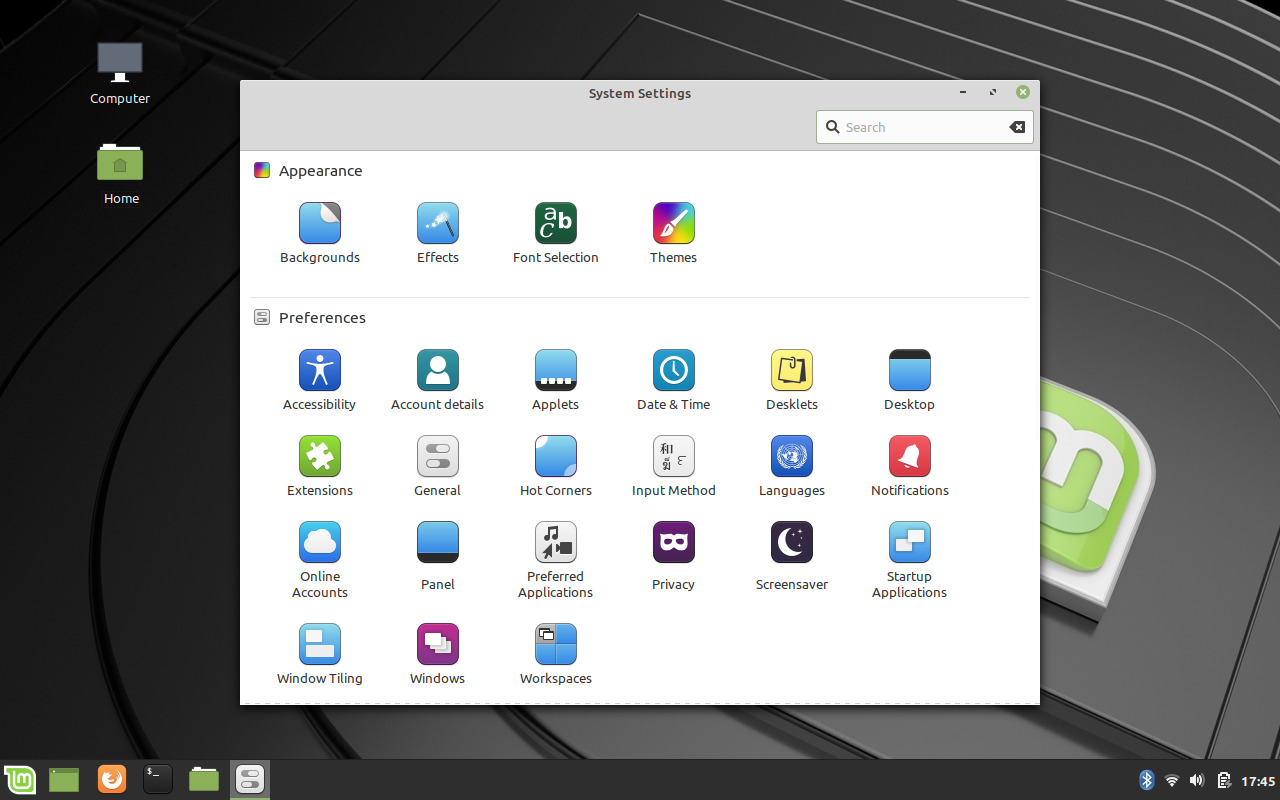 Computer
Home
System Settings
Search
Appearance
Backgrounds
Effects
Font Selection
Themes
Preferences
Accessibility
Account details
Applets
Date & Time
Desklets
Desktop
Extensions
General
Hot Corners
Input Method
Languages
Notifications
Online
Accounts
Panel
Preferred
Applications
Privacy
Screensaver
Startup
Applications
Window Tiling
Windows
Workspaces
17:45